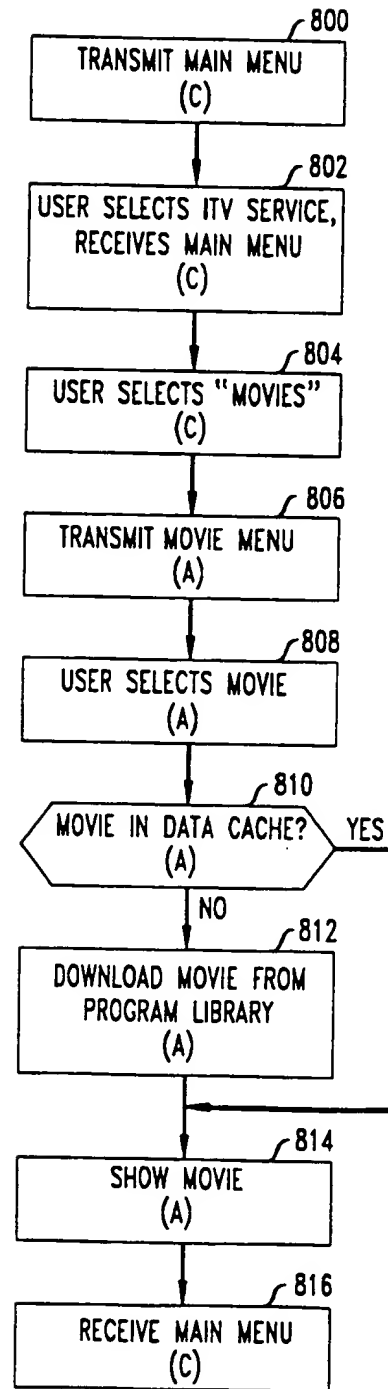 800
TRANSMIT MAIN MENU
(C)
802
USER SELECTS ITV SERVICE,
RECEIVES MAIN MENU
(C)
804
USER SELECTS "MOVIES"
(C)
806
TRANSMIT MOVIE MENU
(A)
808
USER SELECTS MOVIE
(A)
810
MOVIE IN DATA CACHE?
(A)
YES
NO
812
DOWNLOAD MOVIE FROM
PROGRAM LIBRARY
(A)
814
SHOW MOVIE
(A)
816
RECEIVE MAIN MENU
(C)